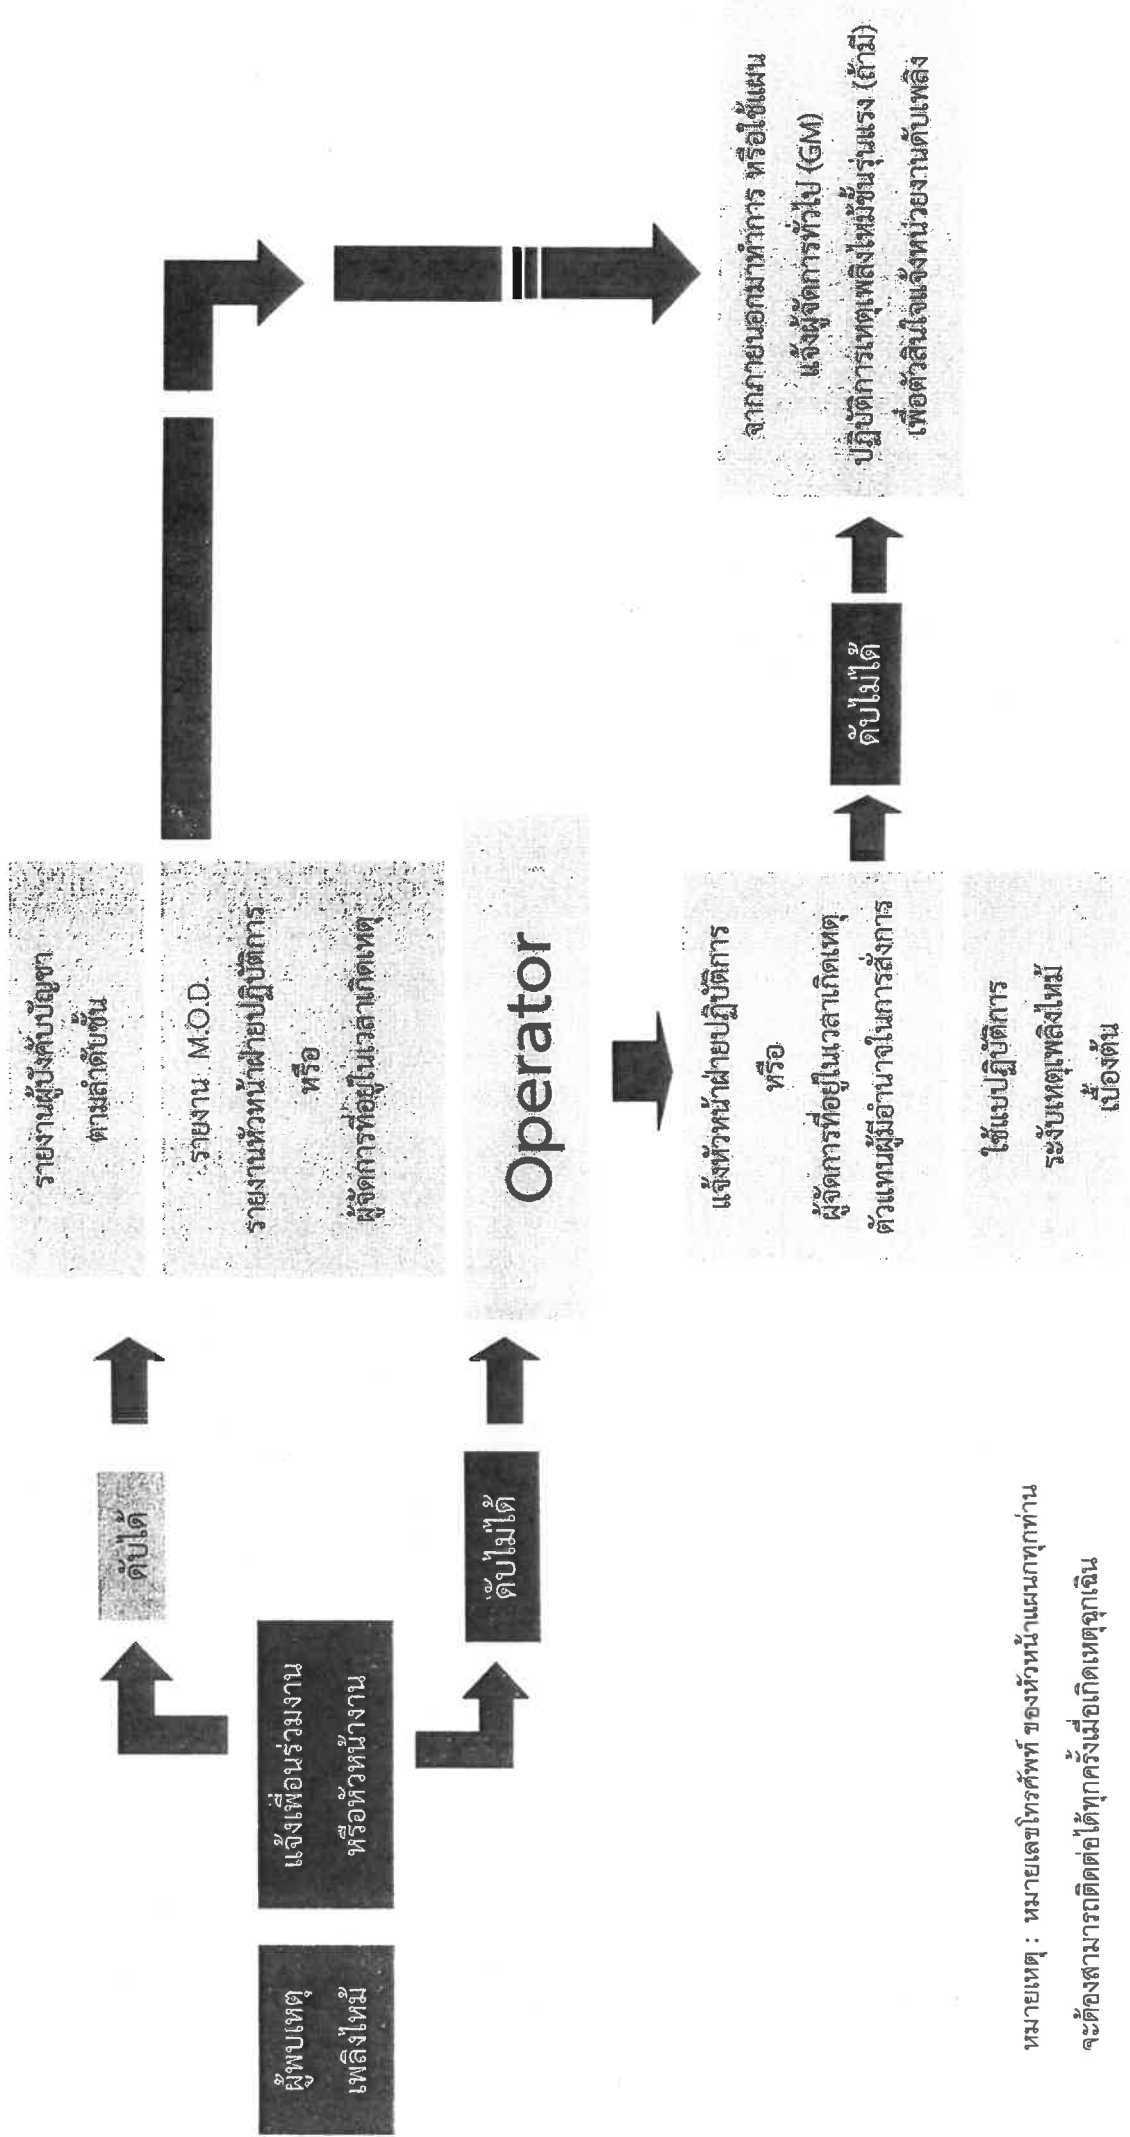 ผู้พบเหตุ
เพลิงไหม้
แจ้งเพื่อนร่วมงาน
หรือหัวหน้างาน
ดับได้
รายงานผู้บังคับบัญชา
ตามลำดับชั้น
รายงาน M.O.D.
รายงานหัวหน้าฝ่ายปฏิบัติการ
หรือ
ผู้จัดการที่อยู่ในเวลาเกิดเหตุ
ดับไม่ได้
Operator
แจ้งหัวหน้าฝ่ายปฏิบัติการ
หรือ
ผู้จัดการที่อยู่ในเวลาเกิดเหตุ
ตัวแทนผู้มีอำนาจในการสั่งการ
ใช้แบปฏิบัติการ
ระงับเหตุเพลิงไหม้
เบื้องต้น
ดับไม่ได้
จากภายนอกมาทำการ หรือใช้แผน
แจ้งผู้จัดการทั่วไป (GM)
ปฏิบัติการเหตุเพลิงไหม้ขั้นรุนแรง (ถ้ามี)
เพื่อตัวสินใจแจ้งหน่วยงานดับเพลิง
หมายเหตุ : หมายเลขโทรศัพท์ ของหัวหน้าแผนกทุกท่าน
จะต้องสามารถติดต่อได้ทุกครั้งเมื่อเกิดเหตุฉุกเฉิน